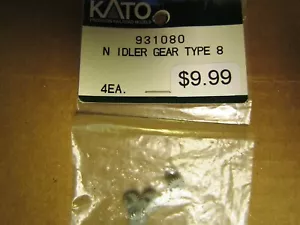 KATO
931080
N IDLER GEAR TYPE 8
$9.99
4EA.